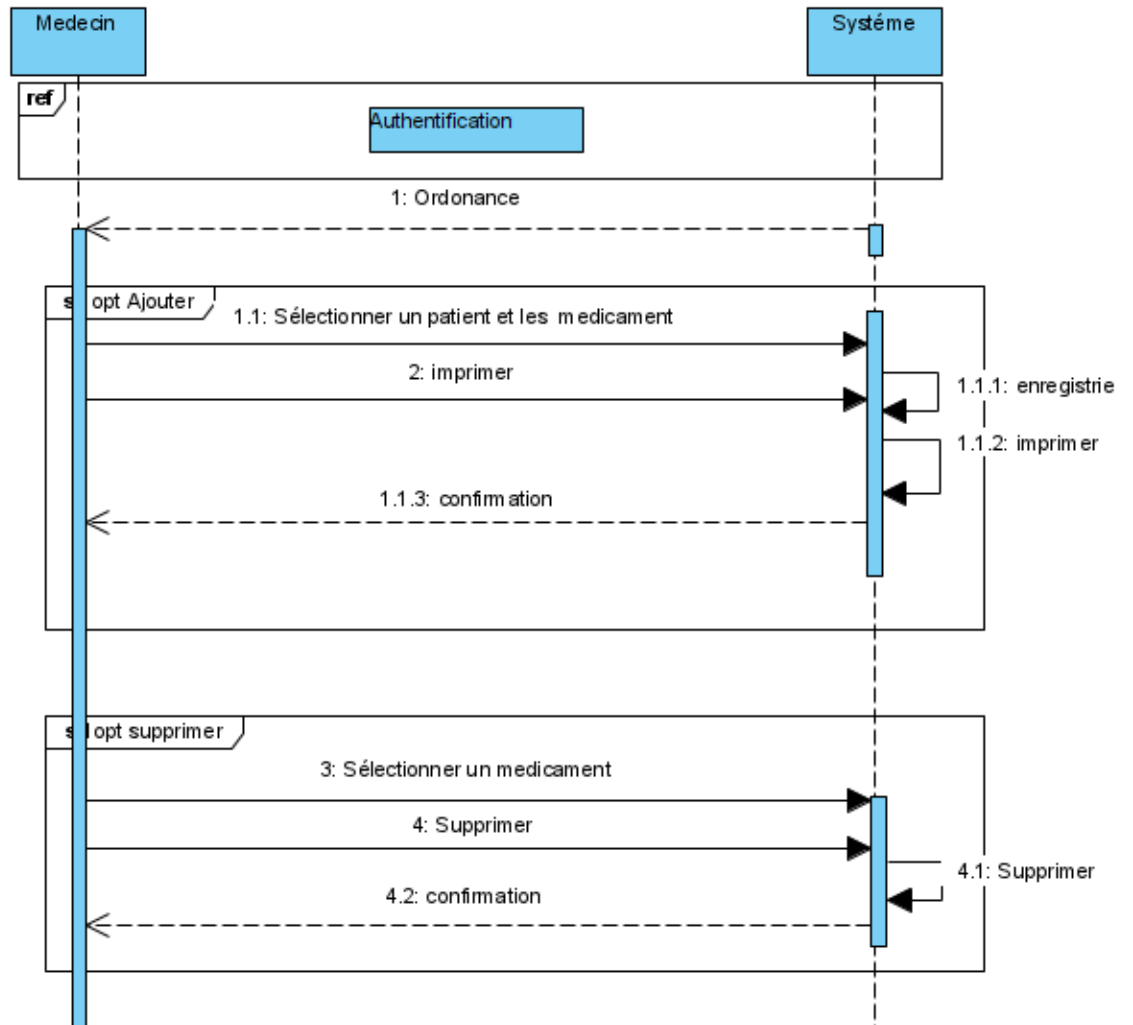 Medecin
Systéme
ref
Authentification
1: Ordonance
opt Ajouter
1.1: Sélectionner un patient et les medicament
2: imprimer
1.1.1: enregistrie
1.1.2: imprimer
1.1.3: confirmation
opt supprimer
3: Sélectionner un medicament
4: Supprimer
4.1: Supprimer
4.2: confirmation